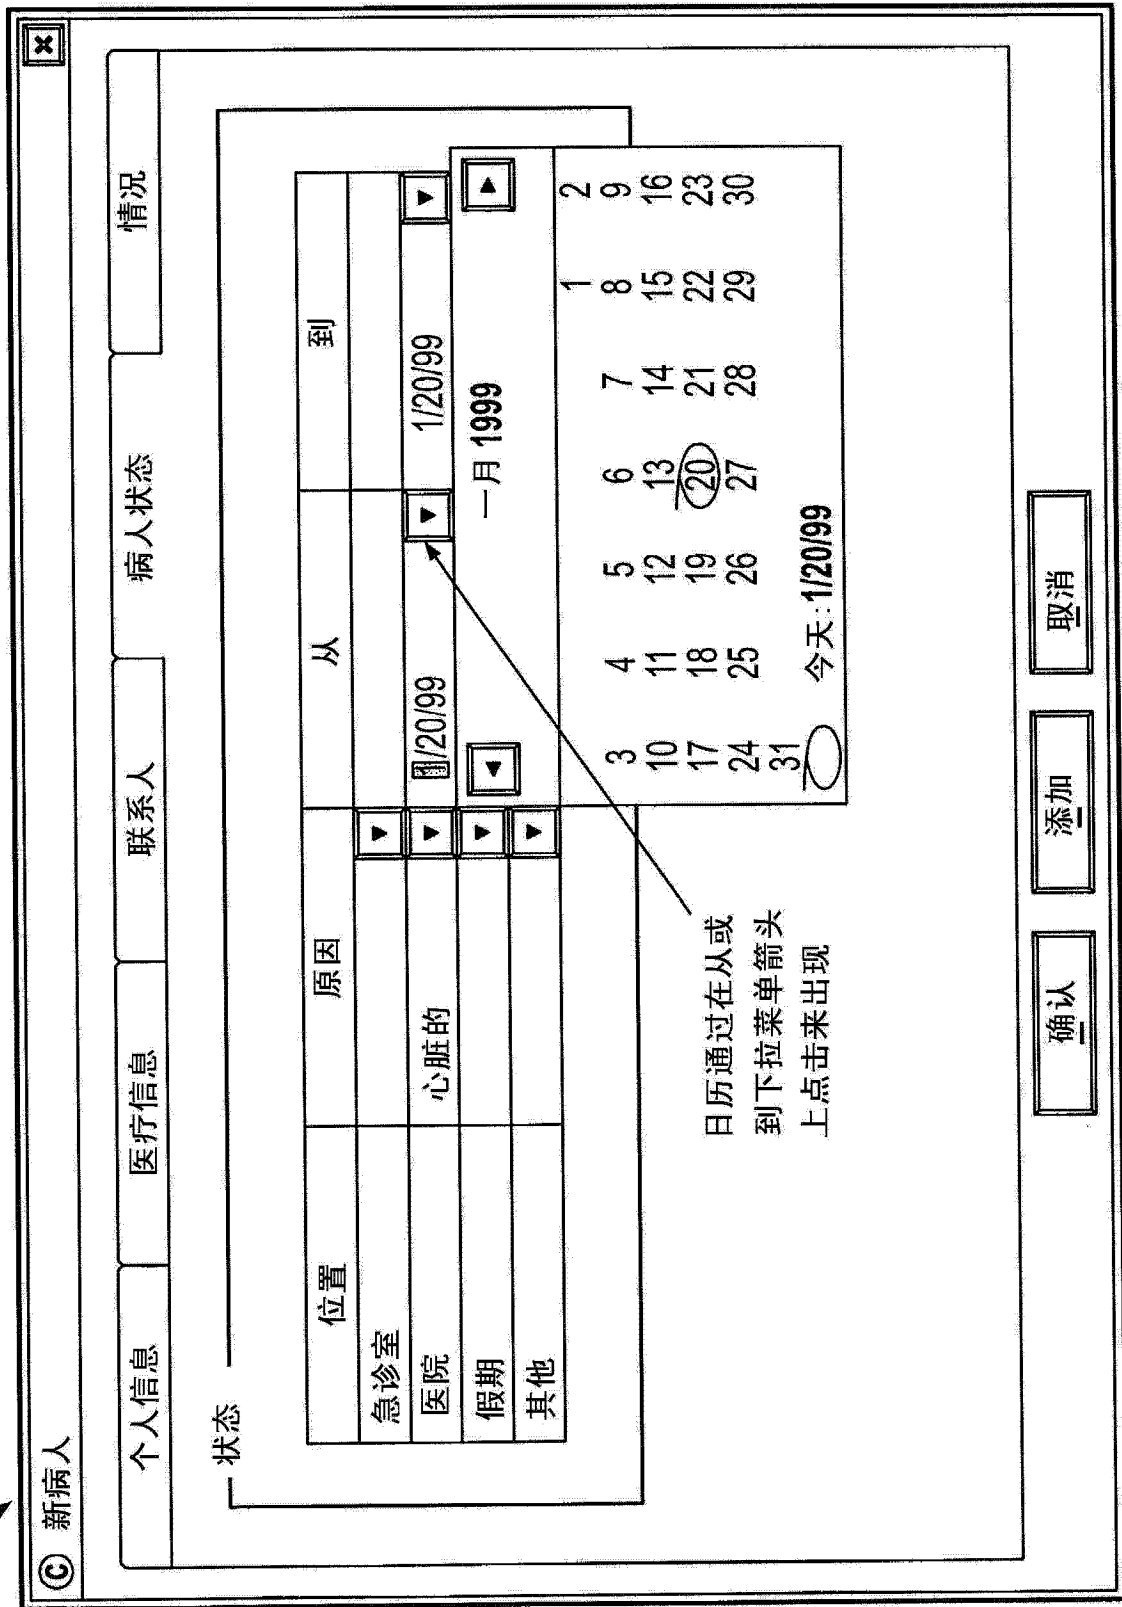 © 新病人
个人信息 医疗信息 联系人 病人状态 情况
状态
位置 原因 从 到
急诊室
医院 心脏的 1/20/99 1/20/99
假期
其他
一月 1999
1 2
3 4 5 6 7 8 9
10 11 12 13 14 15 16
17 18 19 20 21 22 23
24 25 26 27 28 29 30
31
今天:1/20/99
日历通过在从或
到下拉菜单箭头
上点击来出现
确认 添加 取消